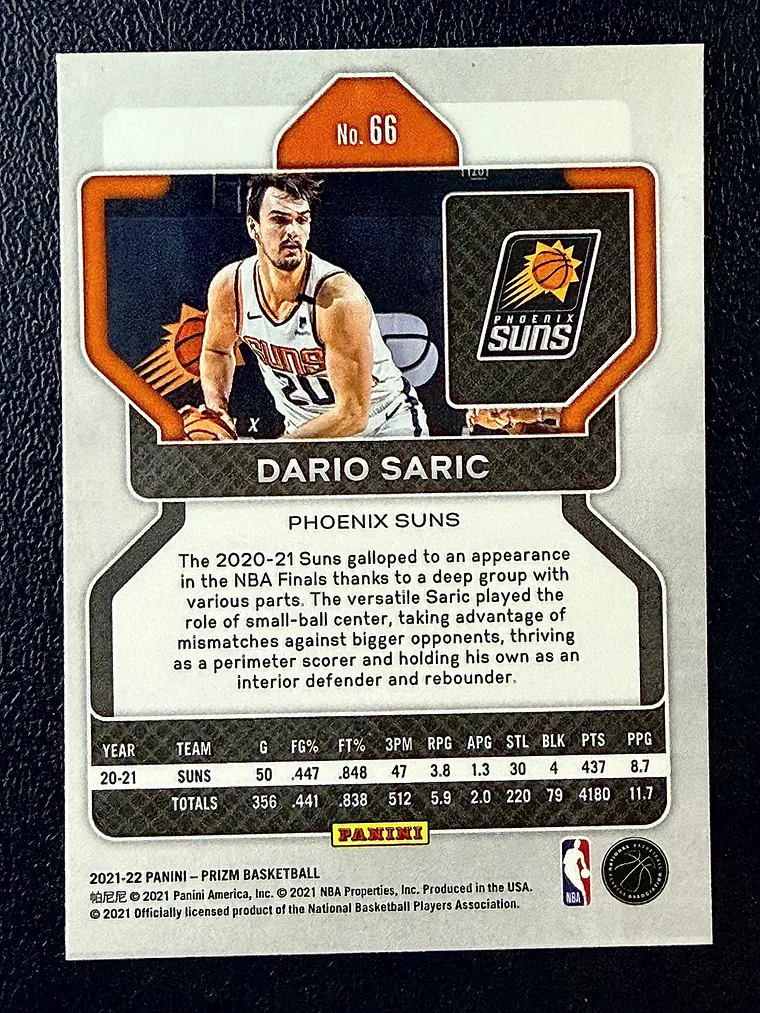 No. 66
PHOENIX
SUNS
SUNS
20
X
DARIO SARIC
PHOENIX SUNS
The 2020-21 Suns galloped to an appearance
in the NBA Finals thanks to a deep group with
various parts. The versatile Saric played the
role of small-ball center, taking advantage of
mismatches against bigger opponents, thriving
as a perimeter scorer and holding his own as an
interior defender and rebounder.
YEAR TEAM G FG% FT% 3PM RPG APG STL BLK PTS PPG
20-21 SUNS 50 .447 .848 47 3.8 1.3 30 4 437 8.7
TOTALS 356 .441 .838 512 5.9 2.0 220 79 4180 11.7
PANINI
2021-22 PANINI – PRIZM BASKETBALL
帕尼尼 © 2021 Panini America, Inc. © 2021 NBA Properties, Inc. Produced in the USA.
© 2021 Officially licensed product of the National Basketball Players Association.
NBA
NATIONAL BASKETBALL
PLAYERS ASSOCIATION